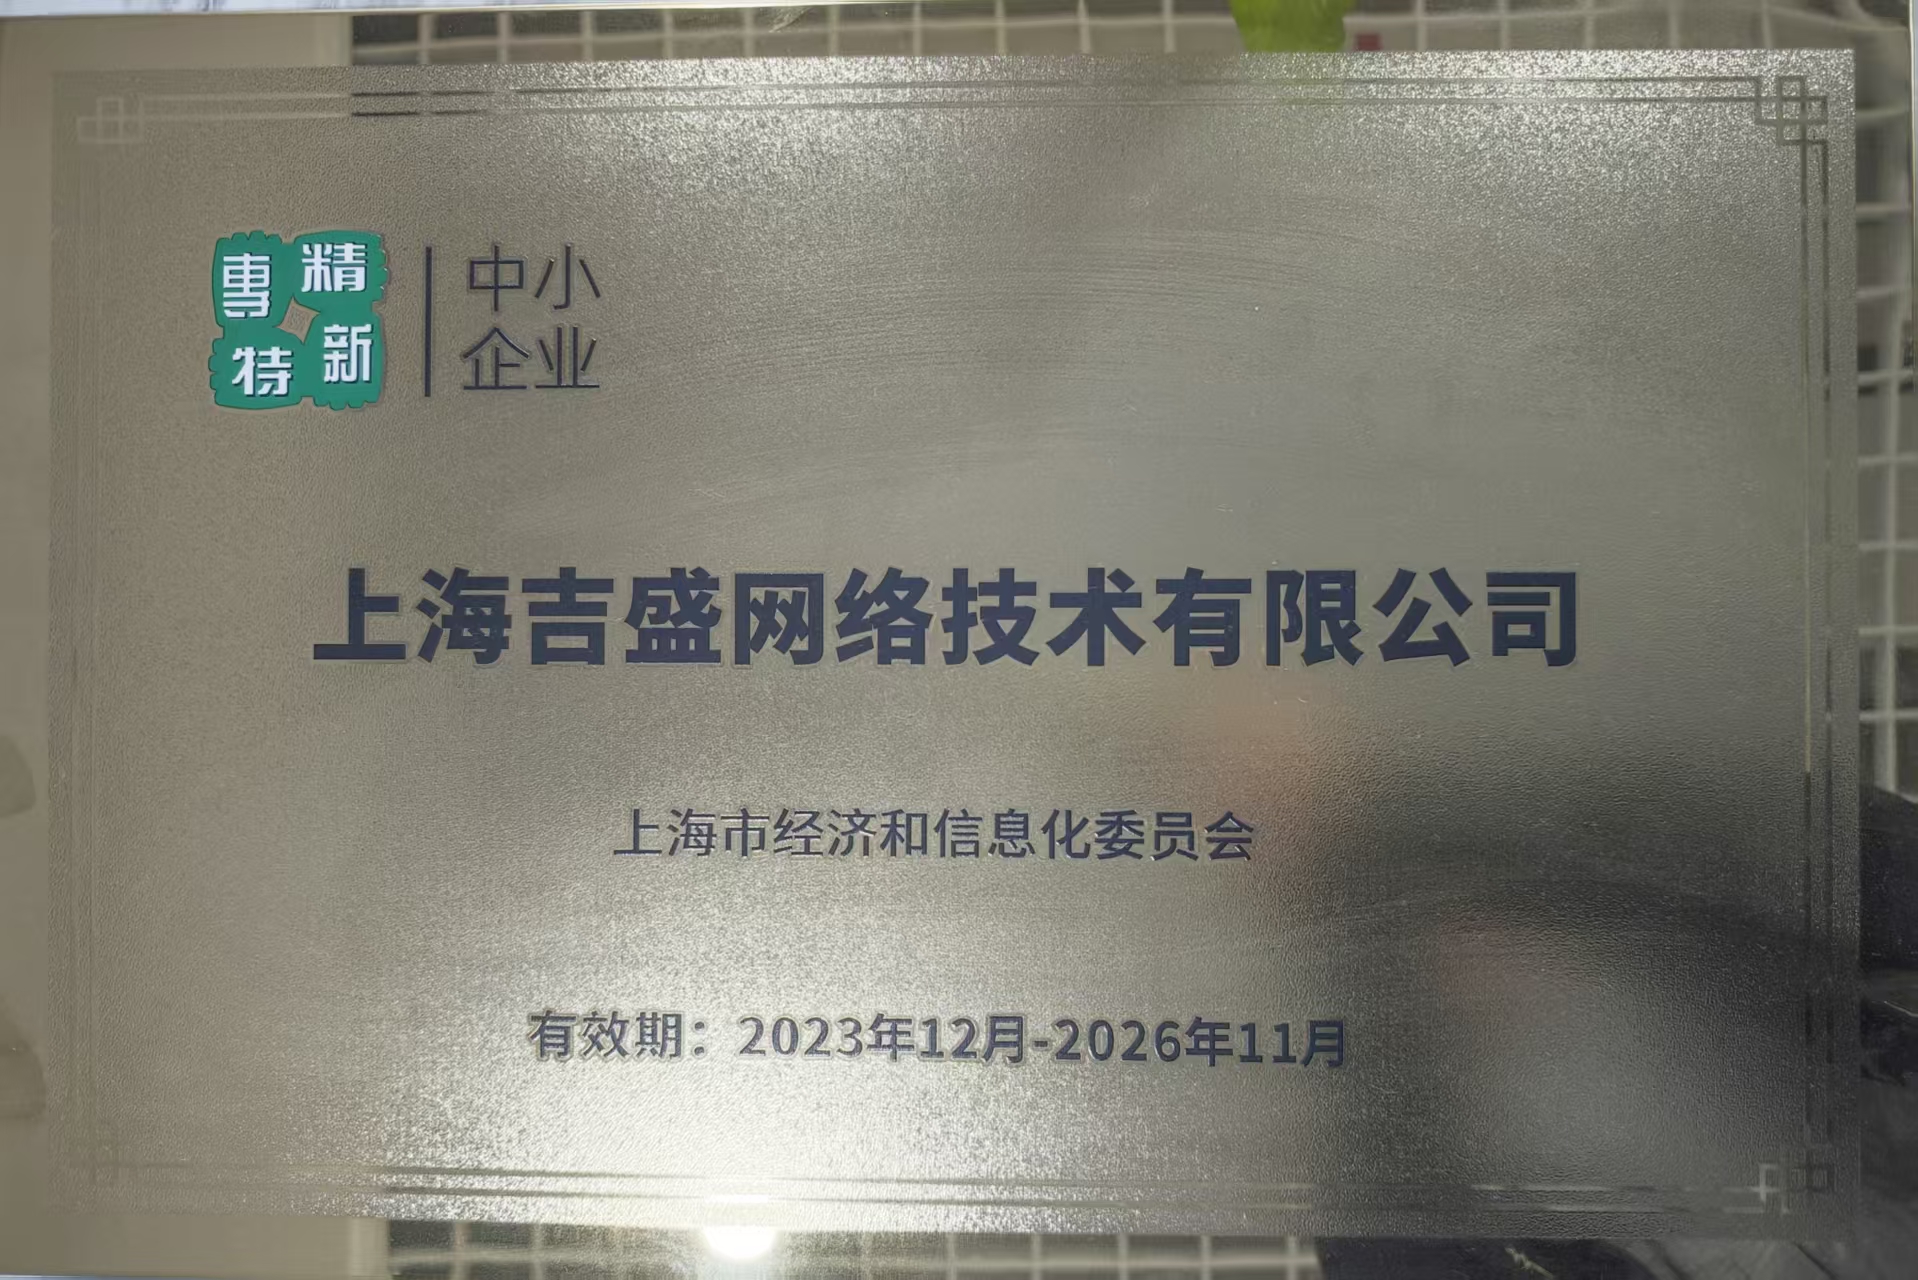 專精特新
中小
企业
上海吉盛网络技术有限公司
上海市经济和信息化委员会
有效期：2023年12月-2026年11月